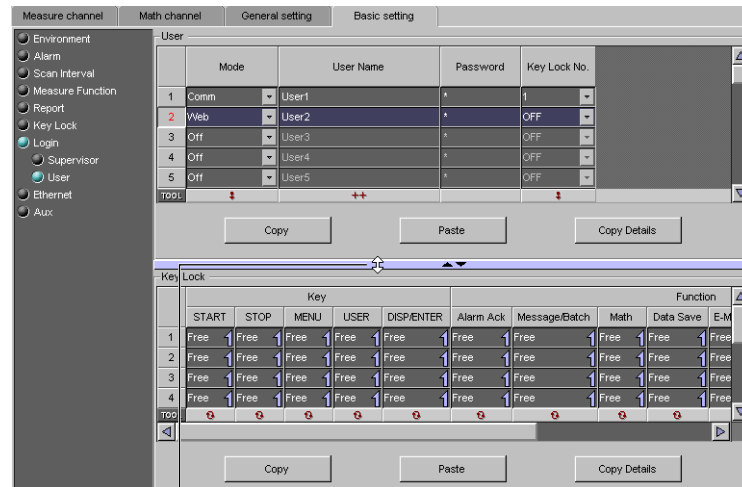 Measure channel Math channel General setting Basic setting
Environment
Alarm
Scan Interval
Measure Function
Report
Key Lock
Login
Supervisor
User
Ethernet
Aux
User
Mode User Name Password Key Lock No.
1 Comm User1 * 1
2 Web User2 * OFF
3 Off User3 * OFF
4 Off User4 * OFF
5 Off User5 * OFF
TOOL
Copy Paste Copy Details
Key Lock
Key Function
START STOP MENU USER DISP/ENTER Alarm Ack Message/Batch Math Data Save E-M
1 Free Free Free Free Free Free Free Free Free Free
2 Free Free Free Free Free Free Free Free Free Free
3 Free Free Free Free Free Free Free Free Free Free
4 Free Free Free Free Free Free Free Free Free Free
TOO
Copy Paste Copy Details